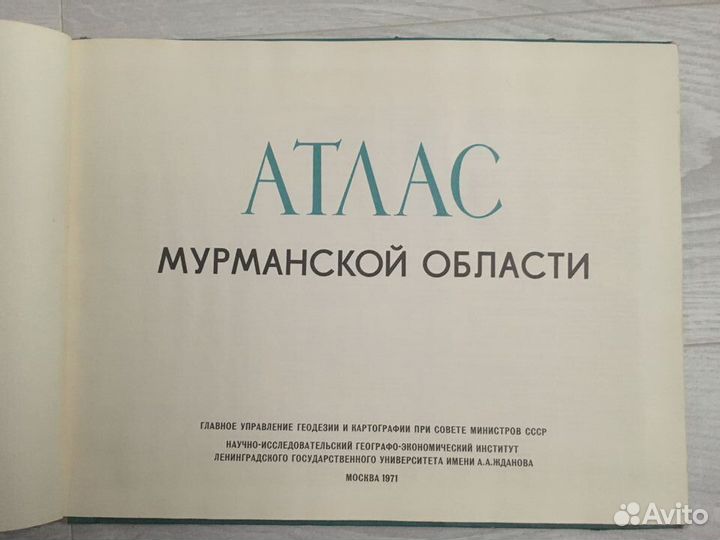 АТЛАС
МУРМАНСКОЙ ОБЛАСТИ
ГЛАВНОЕ УПРАВЛЕНИЕ ГЕОДЕЗИИ И КАРТОГРАФИИ ПРИ СОВЕТЕ МИНИСТРОВ СССР
НАУЧНО-ИССЛЕДОВАТЕЛЬСКИЙ ГЕОГРАФО-ЭКОНОМИЧЕСКИЙ ИНСТИТУТ
ЛЕНИНГРАДСКОГО ГОСУДАРСТВЕННОГО УНИВЕРСИТЕТА ИМЕНИ А.А.ЖДАНОВА
МОСКВА 1971
Avito